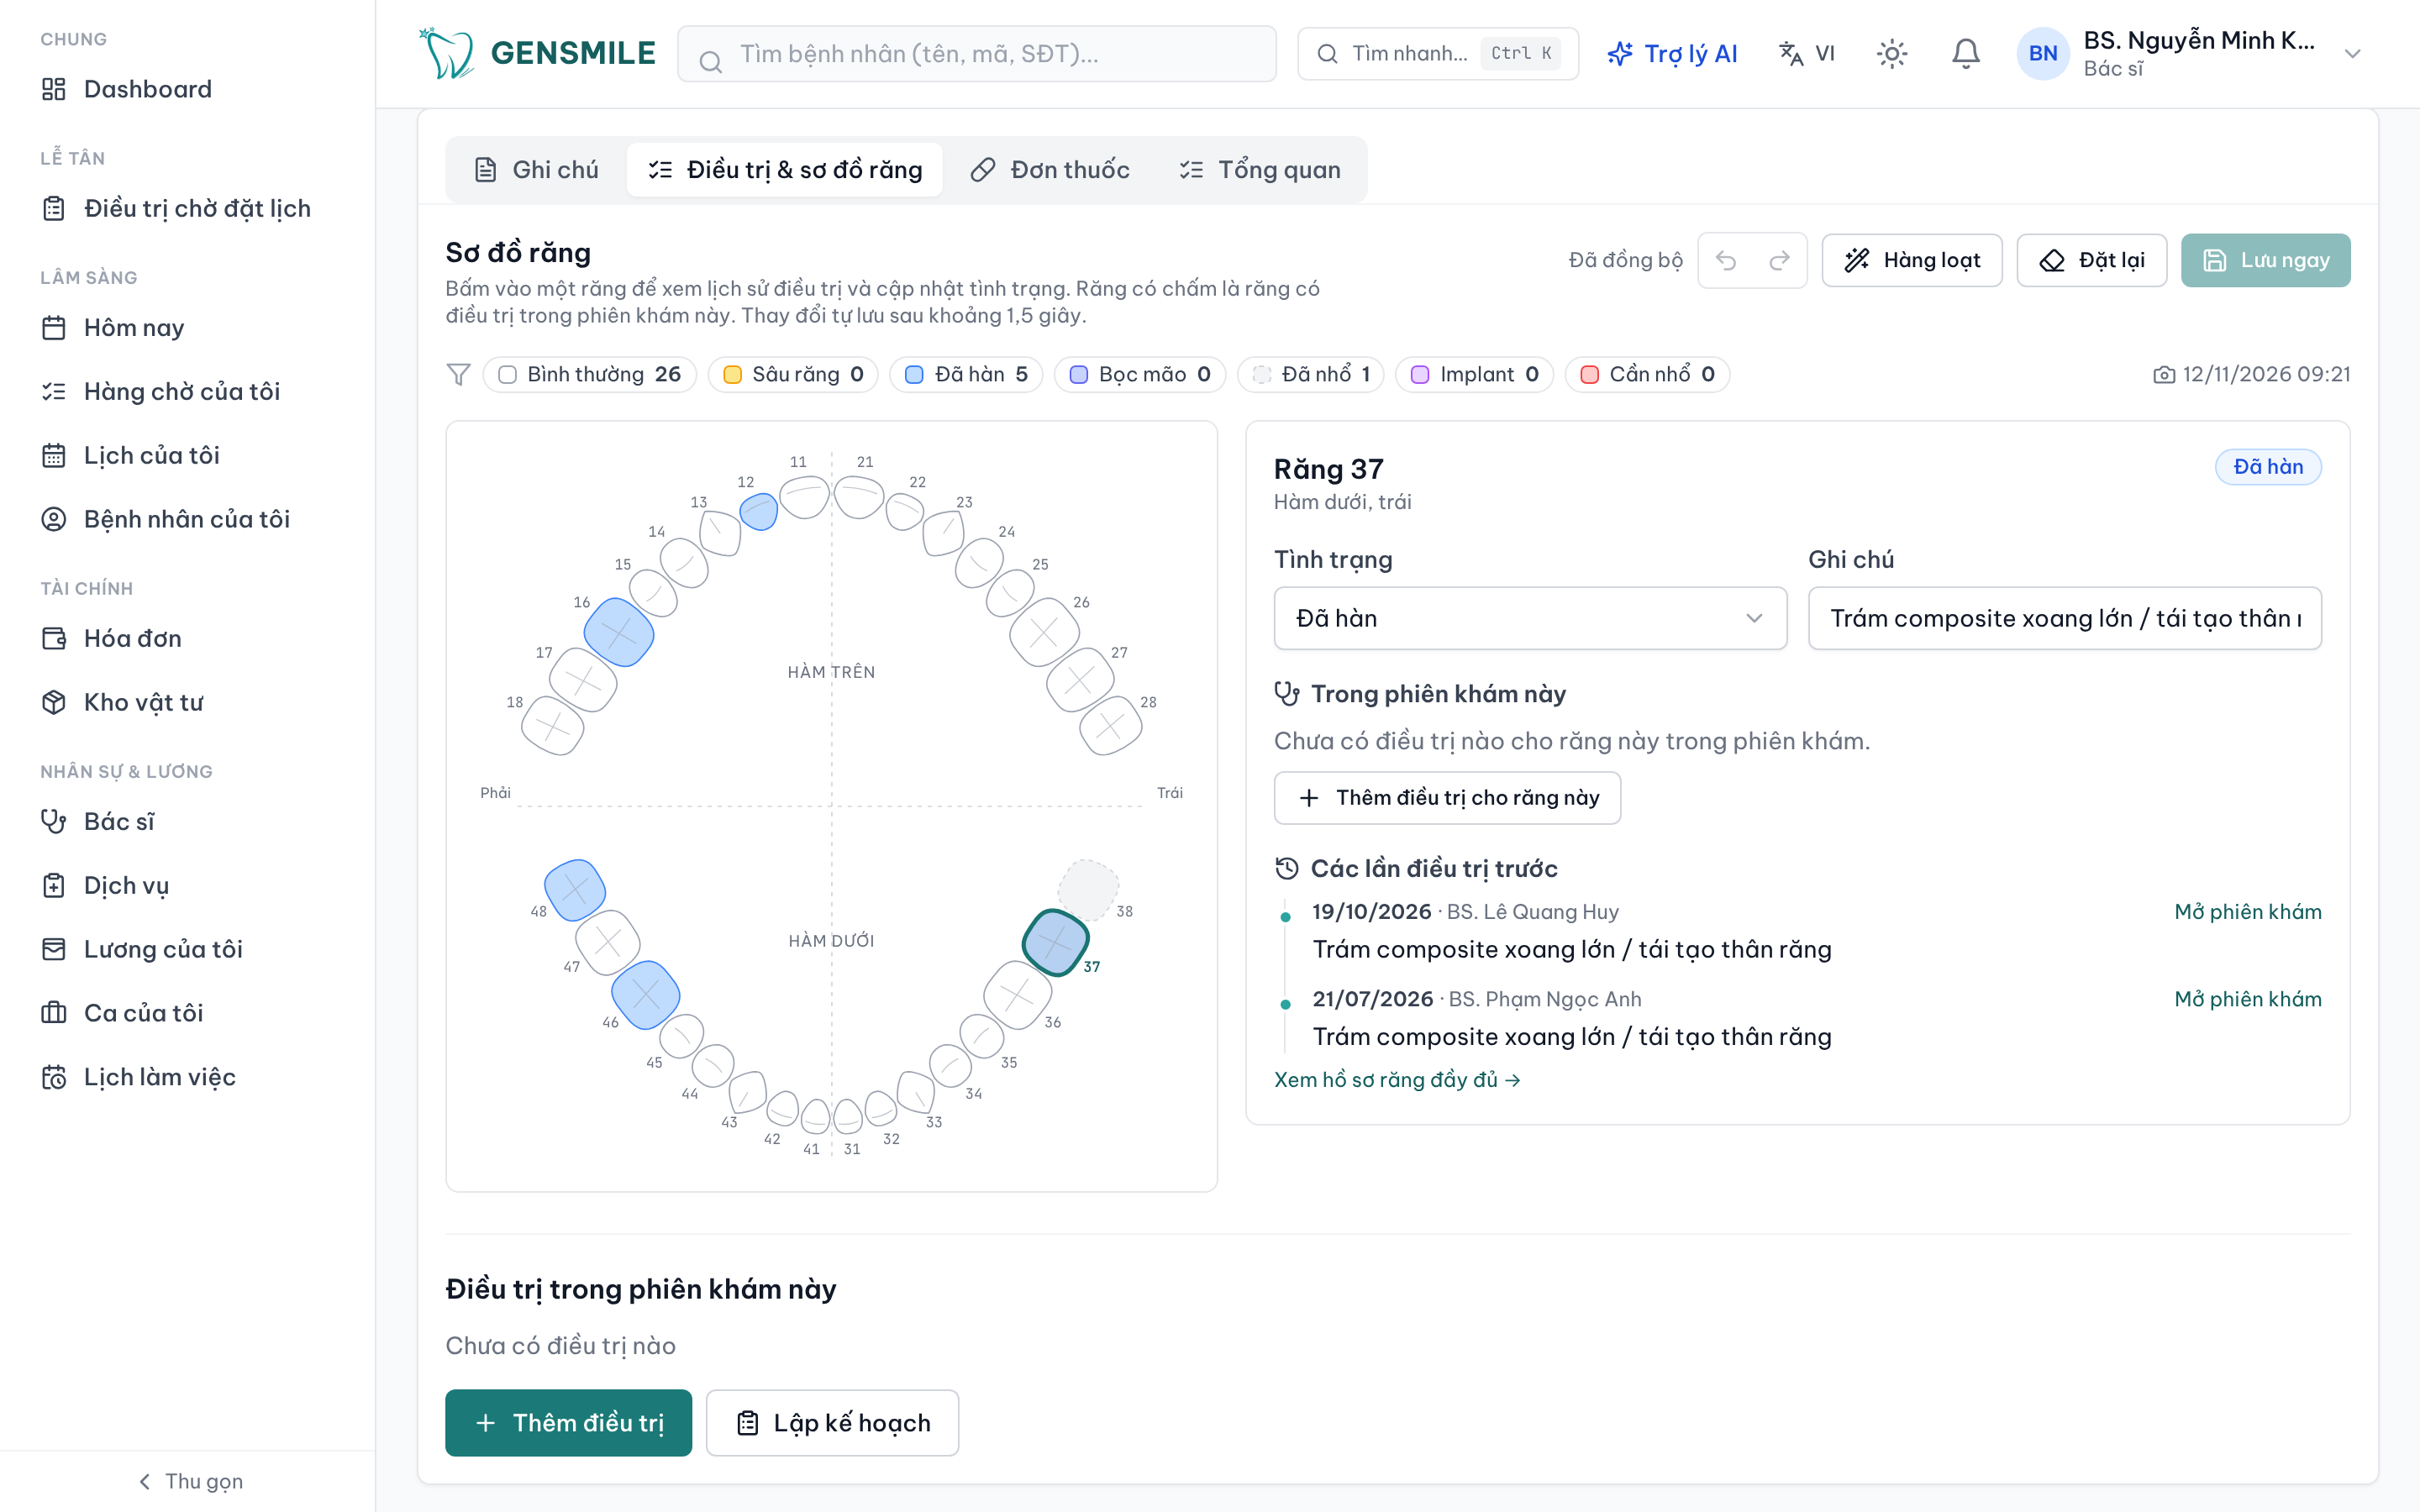 CHUNG
Dashboard
LỄ TÂN
Điều trị chờ đặt lịch
LÂM SÀNG
Hôm nay
Hàng chờ của tôi
Lịch của tôi
Bệnh nhân của tôi
TÀI CHÍNH
Hóa đơn
Kho vật tư
NHÂN SỰ & LƯƠNG
Bác sĩ
Dịch vụ
Lương của tôi
Ca của tôi
Lịch làm việc
Thu gọn
GENSMILE
Tìm bệnh nhân (tên, mã, SĐT)...
Tìm nhanh... Ctrl K
Trợ lý AI
VI
BN
BS. Nguyễn Minh K...
Bác sĩ
Ghi chú
Điều trị & sơ đồ răng
Đơn thuốc
Tổng quan
Sơ đồ răng
Bấm vào một răng để xem lịch sử điều trị và cập nhật tình trạng. Răng có chấm là răng có
điều trị trong phiên khám này. Thay đổi tự lưu sau khoảng 1,5 giây.
Đã đồng bộ
Hàng loạt
Đặt lại
Lưu ngay
Bình thường 26
Sâu răng 0
Đã hàn 5
Bọc mão 0
Đã nhổ 1
Implant 0
Cần nhổ 0
12/11/2026 09:21
11 21
12 22
13 23
14 24
15 25
16 26
17 27
18 28
HÀM TRÊN
Phải Trái
48 38
HÀM DƯỚI
47 37
46 36
45 35
44 34
43 33
42 32
41 31
Răng 37
Hàm dưới, trái
Đã hàn
Tình trạng
Đã hàn
Ghi chú
Trám composite xoang lớn / tái tạo thân
Trong phiên khám này
Chưa có điều trị nào cho răng này trong phiên khám.
Thêm điều trị cho răng này
Các lần điều trị trước
19/10/2026 · BS. Lê Quang Huy
Mở phiên khám
Trám composite xoang lớn / tái tạo thân răng
21/07/2026 · BS. Phạm Ngọc Anh
Mở phiên khám
Trám composite xoang lớn / tái tạo thân răng
Xem hồ sơ răng đầy đủ →
Điều trị trong phiên khám này
Chưa có điều trị nào
Thêm điều trị
Lập kế hoạch